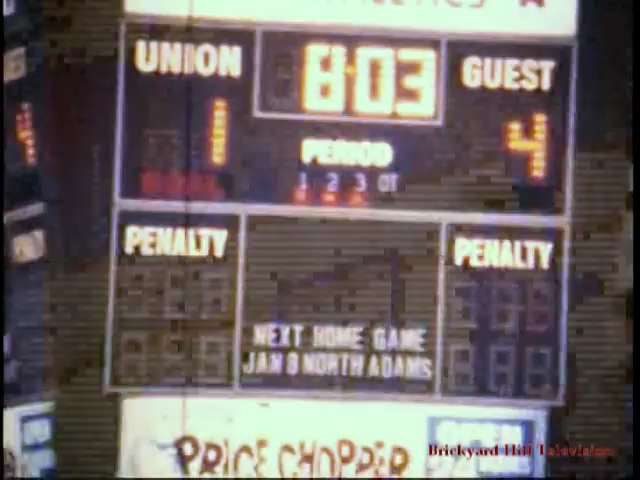 UNION 8:03 GUEST
1 4
PERIOD
1 2 3 OT
PENALTY PENALTY
NEXT HOME GAME
JAN 9 NORTH ADAMS
PRICE CHOPPER
Brickyard Hill Television